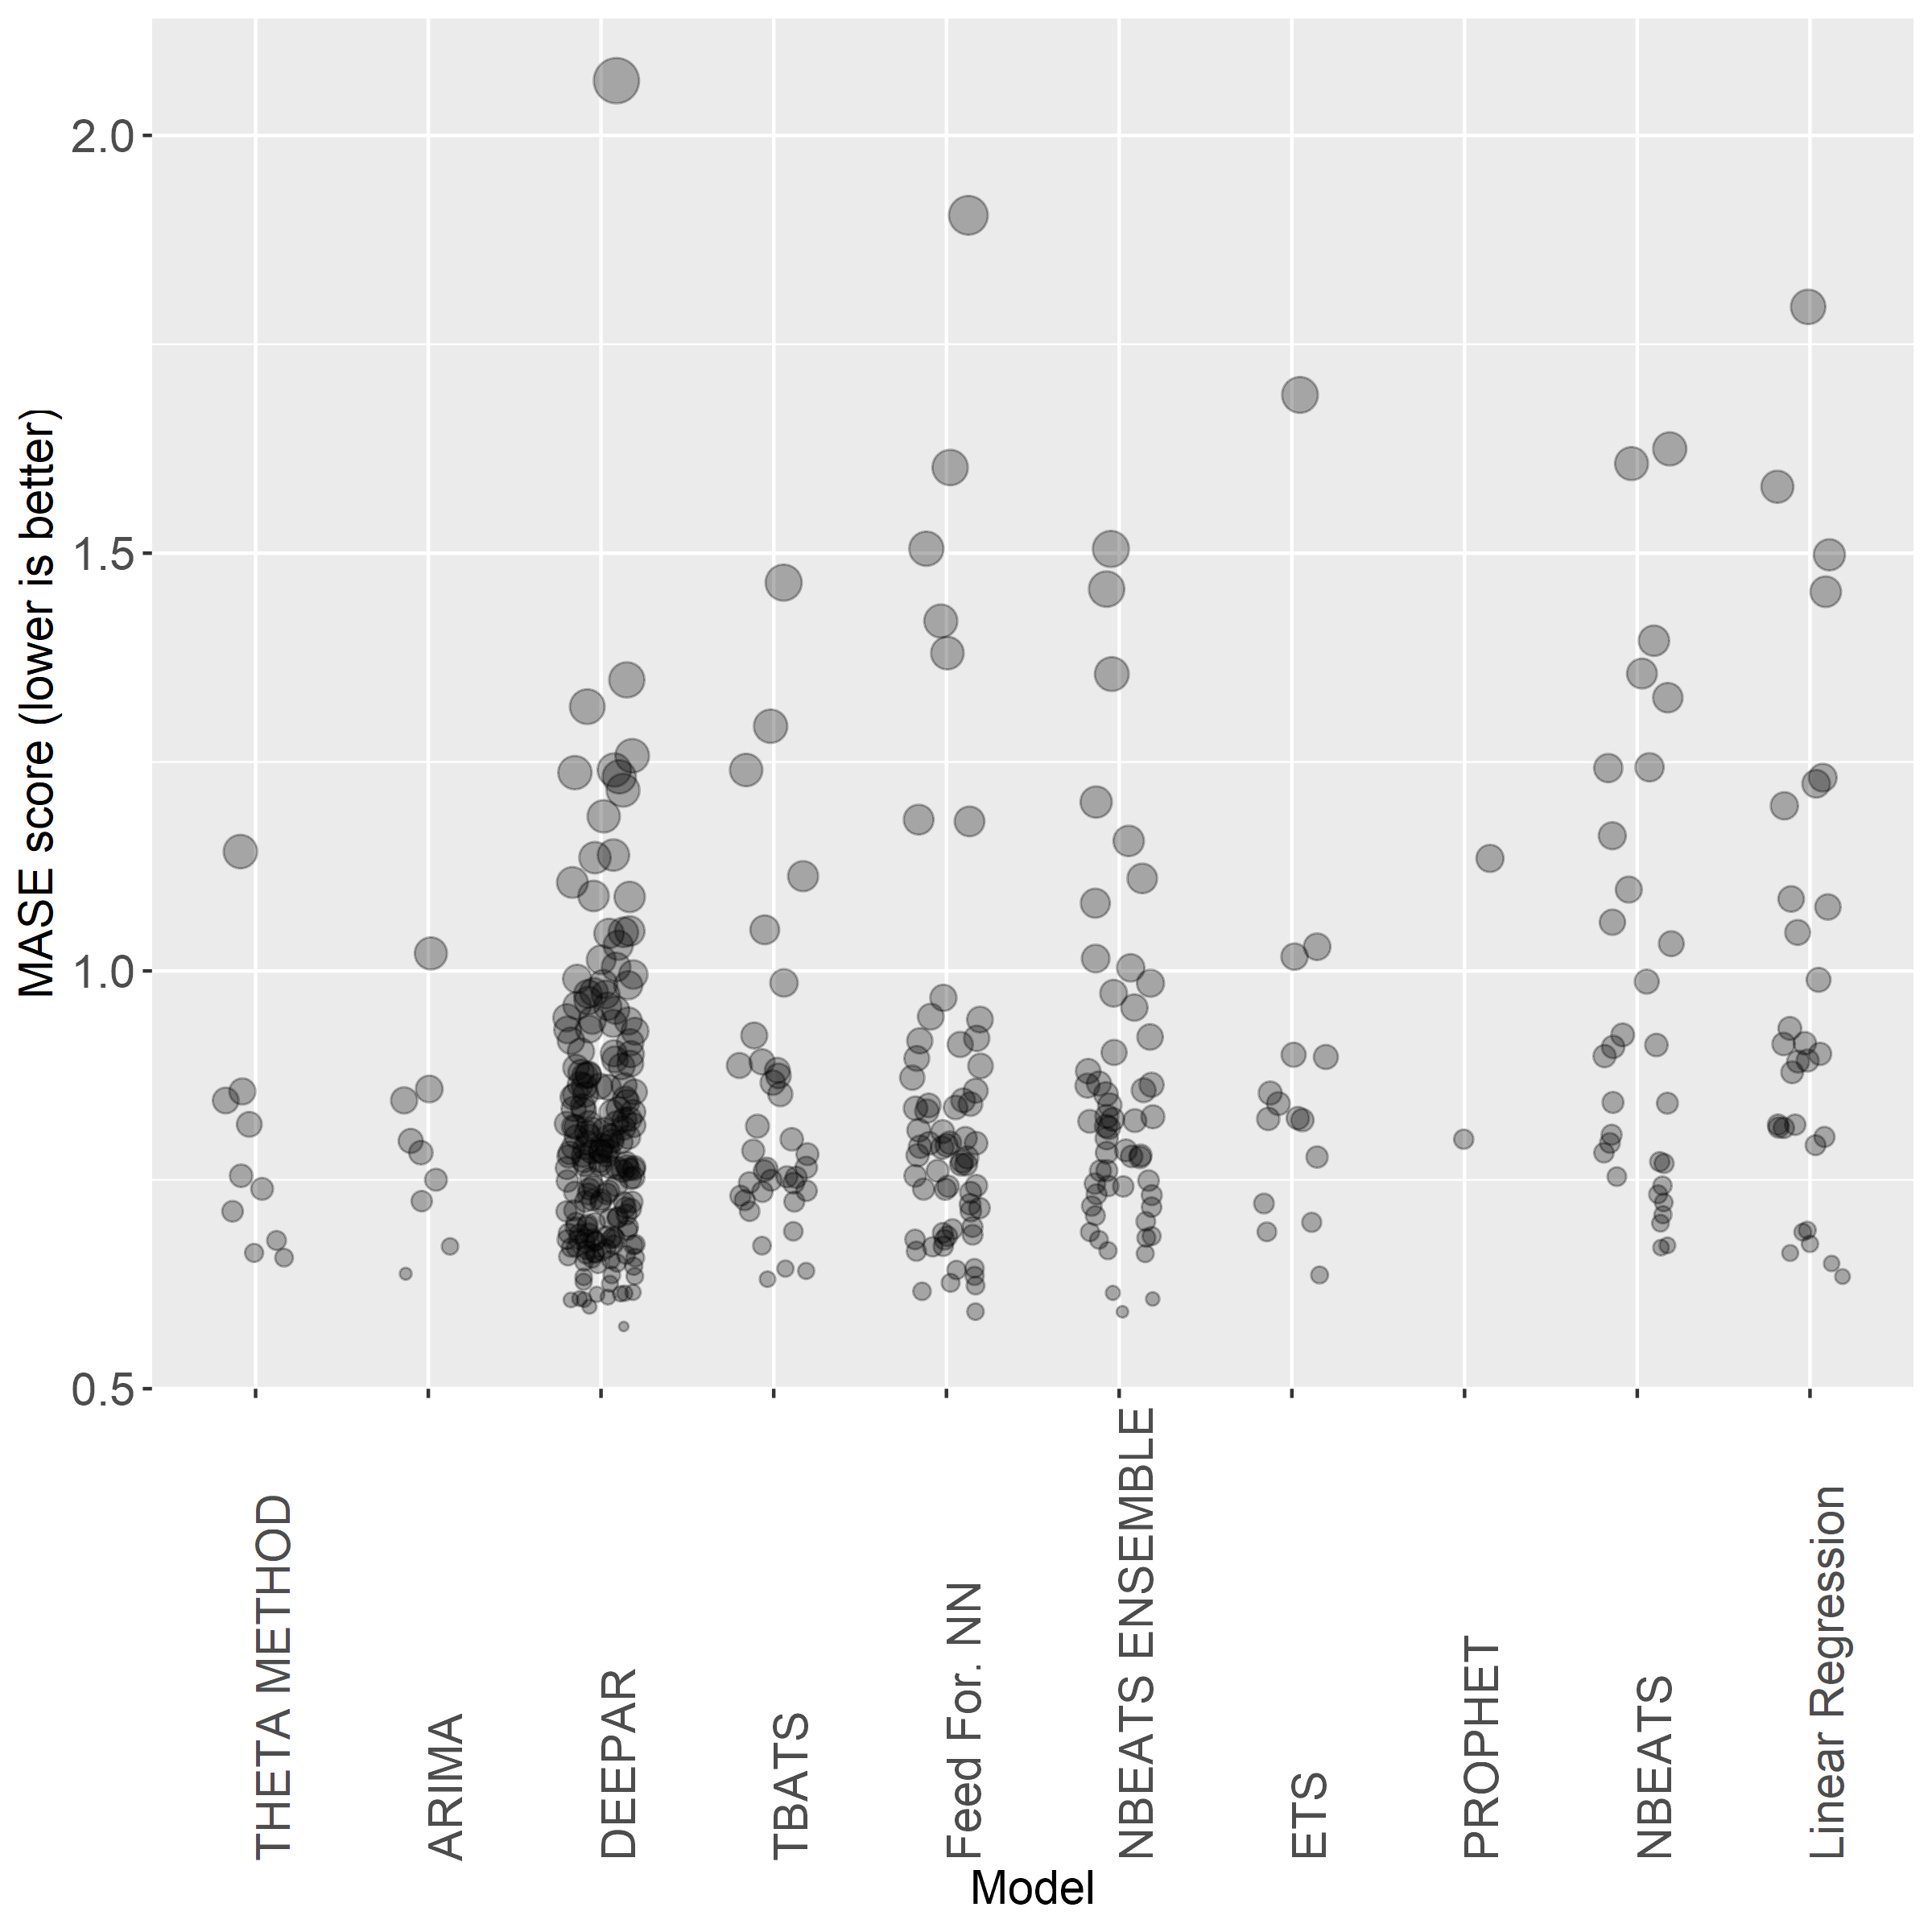 MASE score (lower is better)
2.0
1.5
1.0
0.5
THETA METHOD
ARIMA
DEEPAR
TBATS
Feed For. NN
NBEATS ENSEMBLE
ETS
PROPHET
NBEATS
Linear Regression
Model